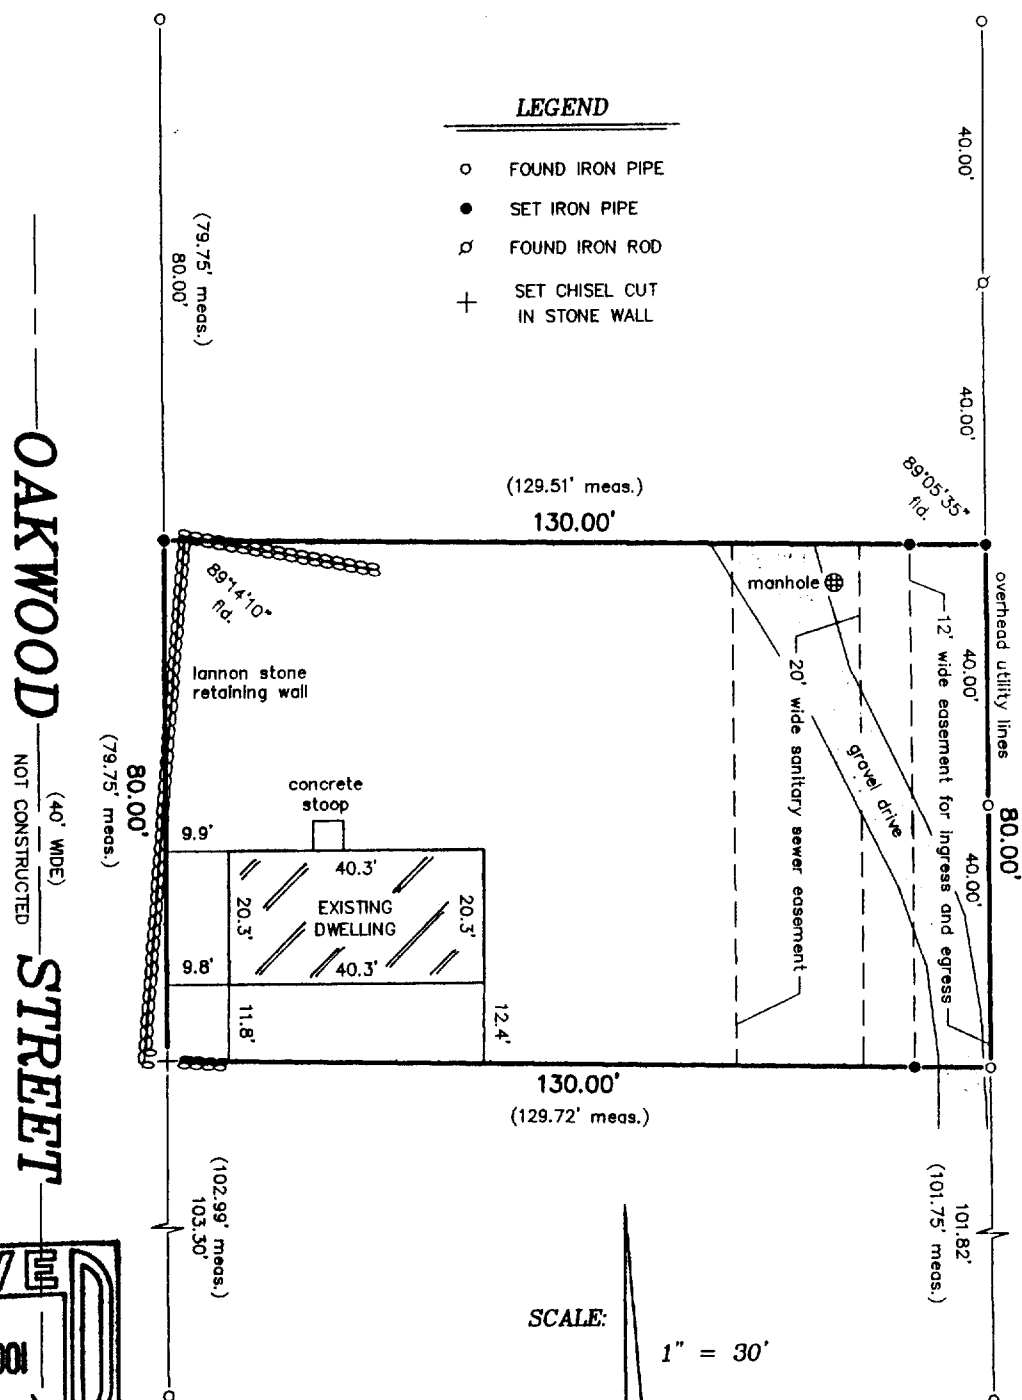 LEGEND
FOUND IRON PIPE
SET IRON PIPE
FOUND IRON ROD
SET CHISEL CUT
IN STONE WALL
40.00'
(79.75' meas.)
80.00'
40.00'
89°05'35"
fld.
(129.51' meas.)
130.00'
89°14'10"
fld.
manhole
overhead utility lines
12' wide easement for ingress and egress
40.00'
20' wide sanitary sewer easement
lannon stone
retaining wall
gravel drive
80.00'
(79.75' meas.)
80.00'
40.00'
concrete
stoop
9.9'
40.3'
20.3'
EXISTING
DWELLING
20.3'
40.3'
9.8'
11.8'
12.4'
130.00'
(129.72' meas.)
OAKWOOD STREET
(40' WIDE)
NOT CONSTRUCTED
(102.99' meas.)
103.30'
101.82'
(101.75' meas.)
SCALE:
1" = 30'